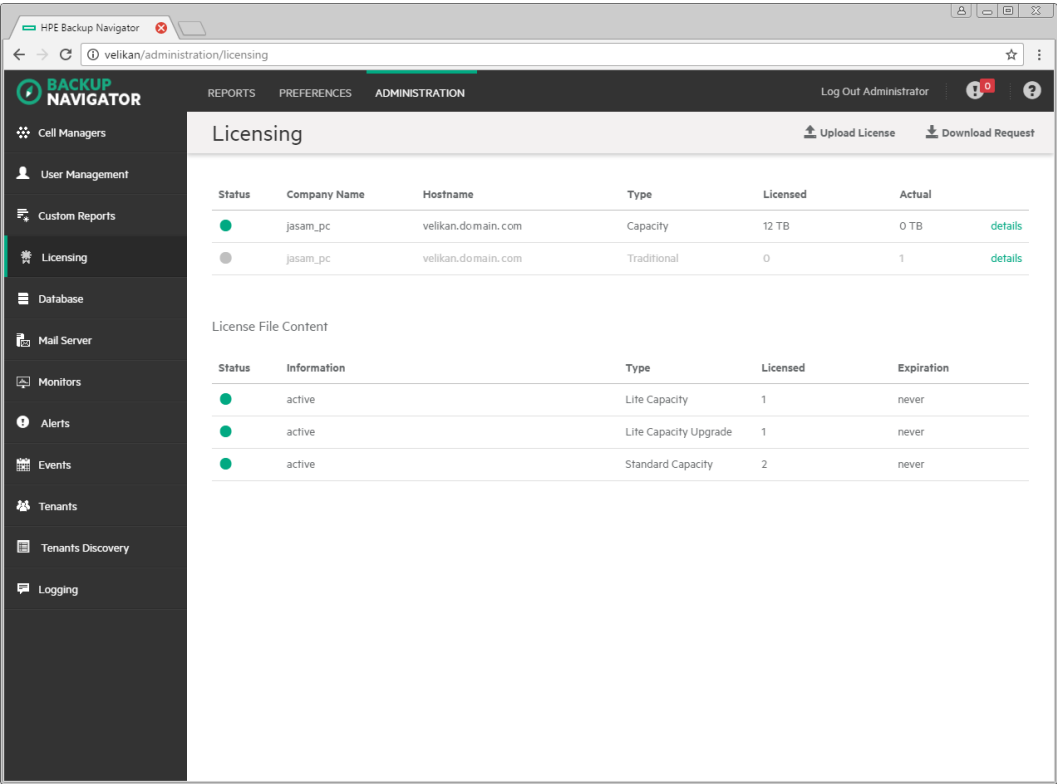 HPE Backup Navigator
velikan/administration/licensing
BACKUP NAVIGATOR
REPORTS PREFERENCES ADMINISTRATION Log Out Administrator 0 ?
Cell Managers
User Management
Custom Reports
Licensing
Database
Mail Server
Monitors
Alerts
Events
Tenants
Tenants Discovery
Logging
Licensing Upload License Download Request
Status Company Name Hostname Type Licensed Actual
jasam_pc velikan.domain.com Capacity 12 TB 0 TB details
jasam_pc velikan.domain.com Traditional 0 1 details
License File Content
Status Information Type Licensed Expiration
active Lite Capacity 1 never
active Lite Capacity Upgrade 1 never
active Standard Capacity 2 never